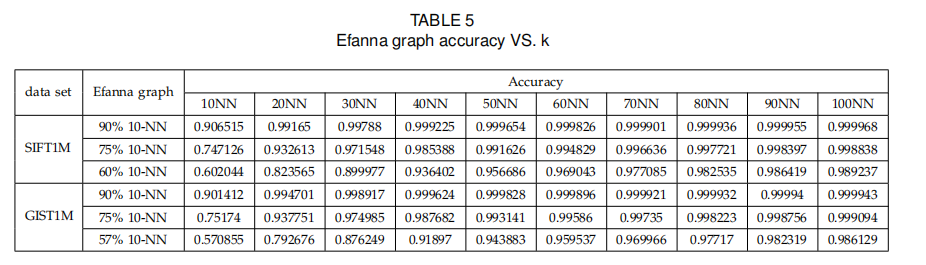 TABLE 5
Efanna graph accuracy VS. k
data set Efanna graph Accuracy
10NN 20NN 30NN 40NN 50NN 60NN 70NN 80NN 90NN 100NN
SIFT1M
90% 10-NN 0.906515 0.99165 0.99788 0.999225 0.999654 0.999826 0.999901 0.999936 0.999955 0.999968
75% 10-NN 0.747126 0.932613 0.971548 0.985388 0.991626 0.994829 0.996636 0.997721 0.998397 0.998838
60% 10-NN 0.602044 0.823565 0.899977 0.936402 0.956686 0.969043 0.977085 0.982535 0.986419 0.989237
GIST1M
90% 10-NN 0.901412 0.994701 0.998917 0.999624 0.999828 0.999896 0.999921 0.999932 0.99994 0.999943
75% 10-NN 0.75174 0.937751 0.974985 0.987682 0.993141 0.99586 0.99735 0.998223 0.998756 0.999094
57% 10-NN 0.570855 0.792676 0.876249 0.91897 0.943883 0.959537 0.969966 0.97717 0.982319 0.986129